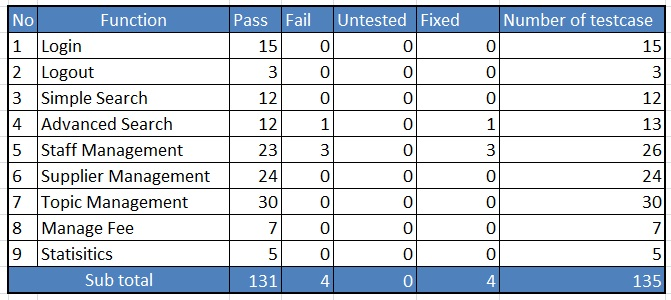 No Function Pass Fail Untested Fixed Number of testcase
1 Login 15 0 0 0 15
2 Logout 3 0 0 0 3
3 Simple Search 12 0 0 0 12
4 Advanced Search 12 1 0 1 13
5 Staff Management 23 3 0 3 26
6 Supplier Management 24 0 0 0 24
7 Topic Management 30 0 0 0 30
8 Manage Fee 7 0 0 0 7
9 Statisitics 5 0 0 0 5
Sub total 131 4 0 4 135